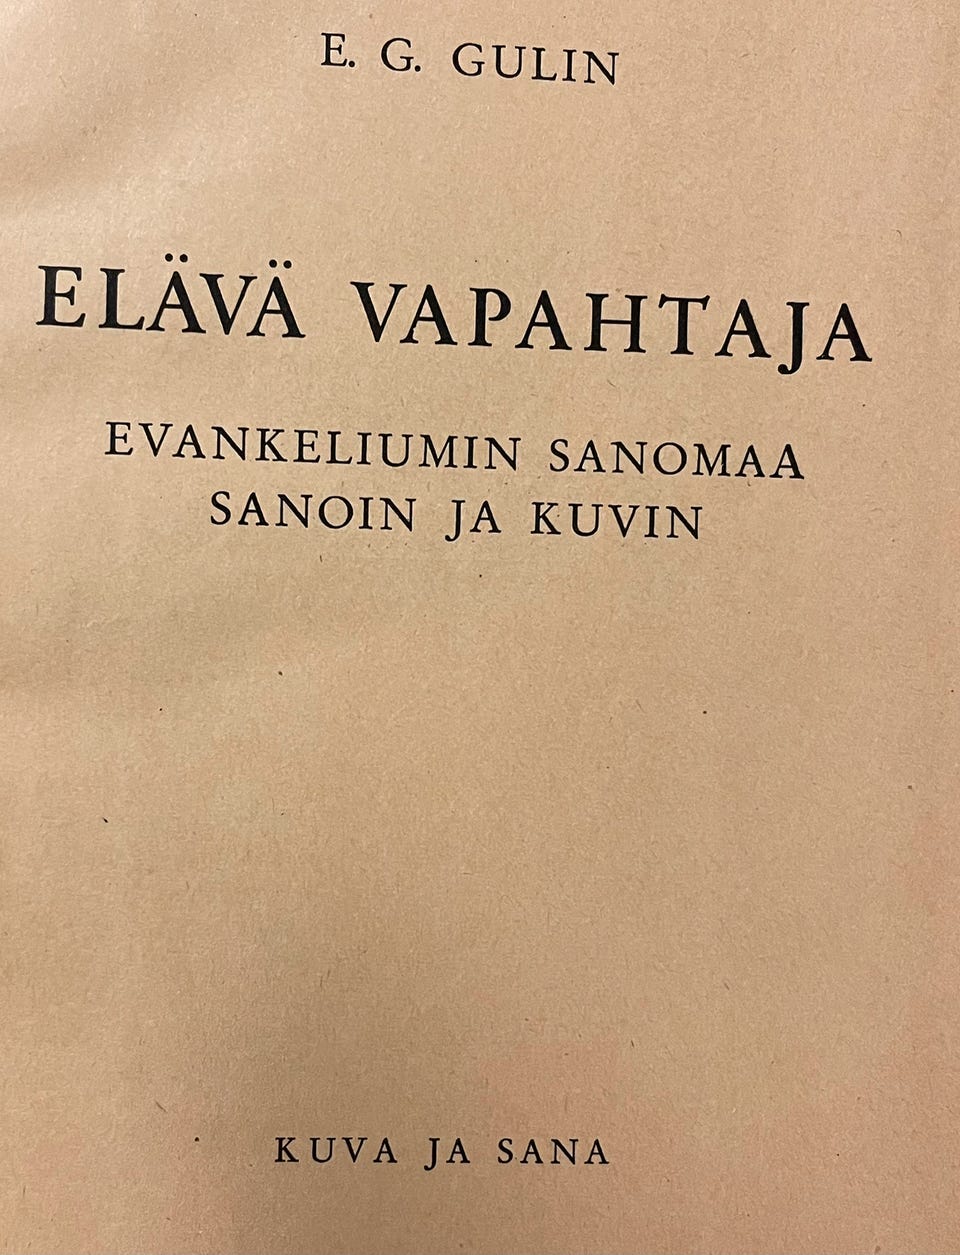 E. G. GULIN
ELÄVÄ VAPAHTAJA
EVANKELIUMIN SANOMAA
SANOIN JA KUVIN
KUVA JA SANA